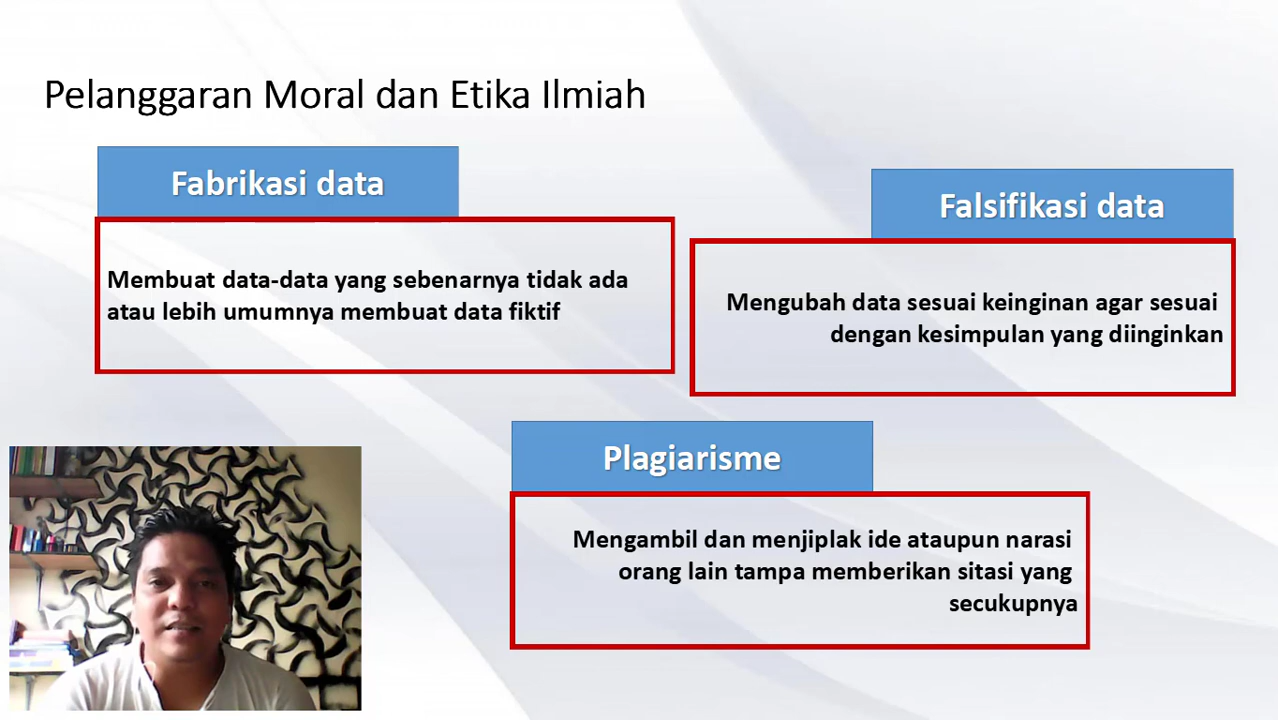 Pelanggaran Moral dan Etika Ilmiah
Fabrikasi data
Membuat data-data yang sebenarnya tidak ada
atau lebih umumnya membuat data fiktif
Falsifikasi data
Mengubah data sesuai keinginan agar sesuai
dengan kesimpulan yang diinginkan
Plagiarisme
Mengambil dan menjiplak ide ataupun narasi
orang lain tampa memberikan sitasi yang
secukupnya